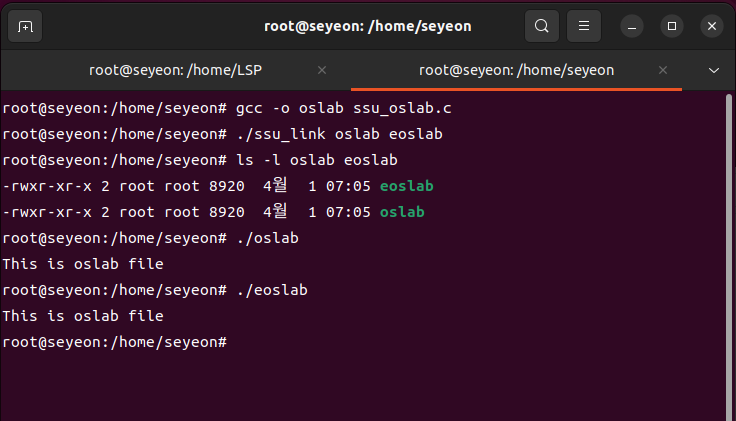 root@seyeon: /home/seyeon
root@seyeon: /home/LSP
root@seyeon: /home/seyeon
root@seyeon:/home/seyeon# gcc -o oslab ssu_oslab.c
root@seyeon:/home/seyeon# ./ssu_link oslab eoslab
root@seyeon:/home/seyeon# ls -l oslab eoslab
-rwxr-xr-x 2 root root 8920  4월  1 07:05 eoslab
-rwxr-xr-x 2 root root 8920  4월  1 07:05 oslab
root@seyeon:/home/seyeon# ./oslab
This is oslab file
root@seyeon:/home/seyeon# ./eoslab
This is oslab file
root@seyeon:/home/seyeon#